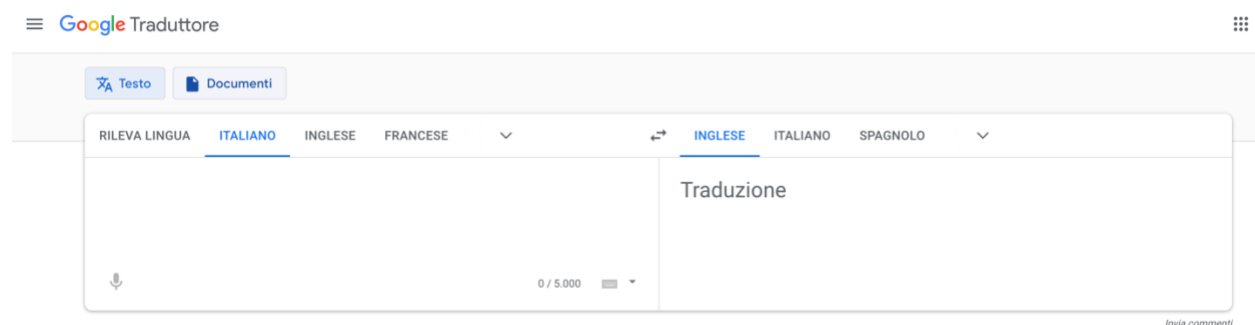 Google Traduttore
Testo
Documenti
RILEVA LINGUA ITALIANO INGLESE FRANCESE
INGLESE ITALIANO SPAGNOLO
Traduzione
0 / 5.000
Invia commenti